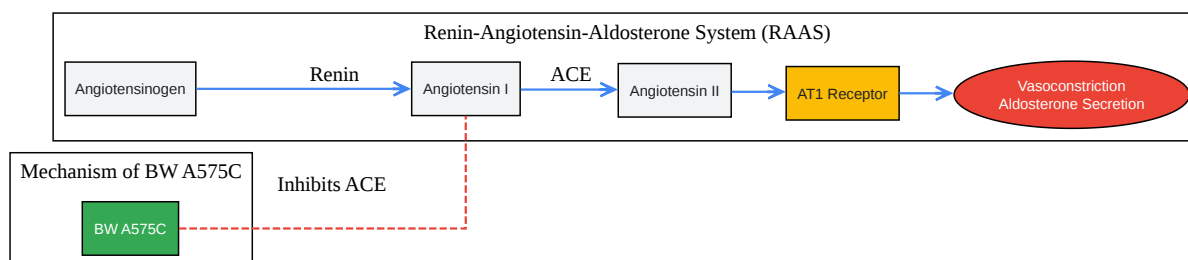 Renin-Angiotensin-Aldosterone System (RAAS)
Angiotensinogen
Renin
Angiotensin I
ACE
Angiotensin II
AT1 Receptor
Vasoconstriction
Aldosterone Secretion
Mechanism of BW A575C
BW A575C
Inhibits ACE